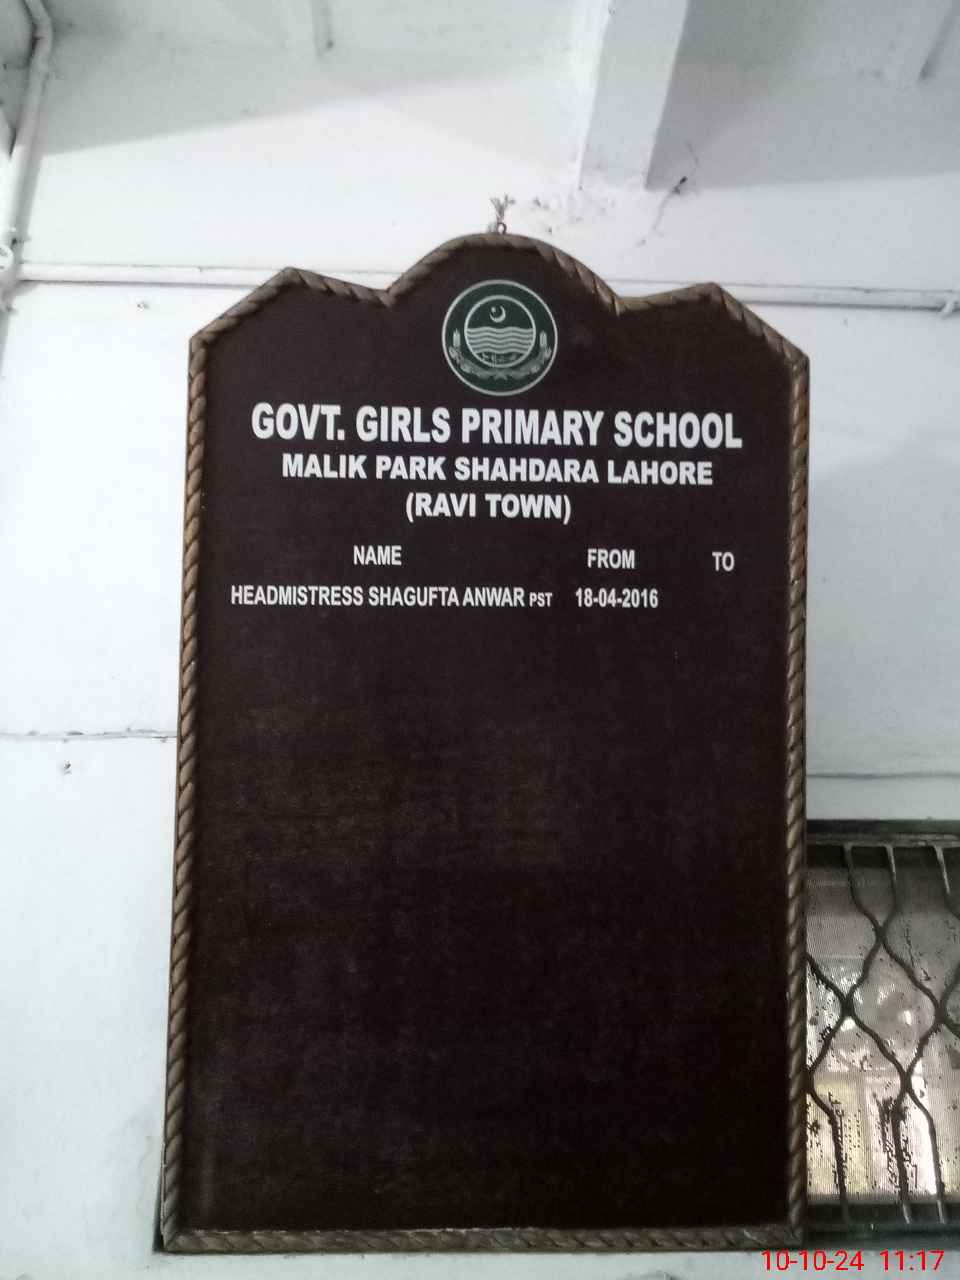 GOVT. GIRLS PRIMARY SCHOOL
MALIK PARK SHAHDARA LAHORE
(RAVI TOWN)
NAME FROM TO
HEADMISTRESS SHAGUFTA ANWAR PST 18-04-2016
10-10-24 11:17